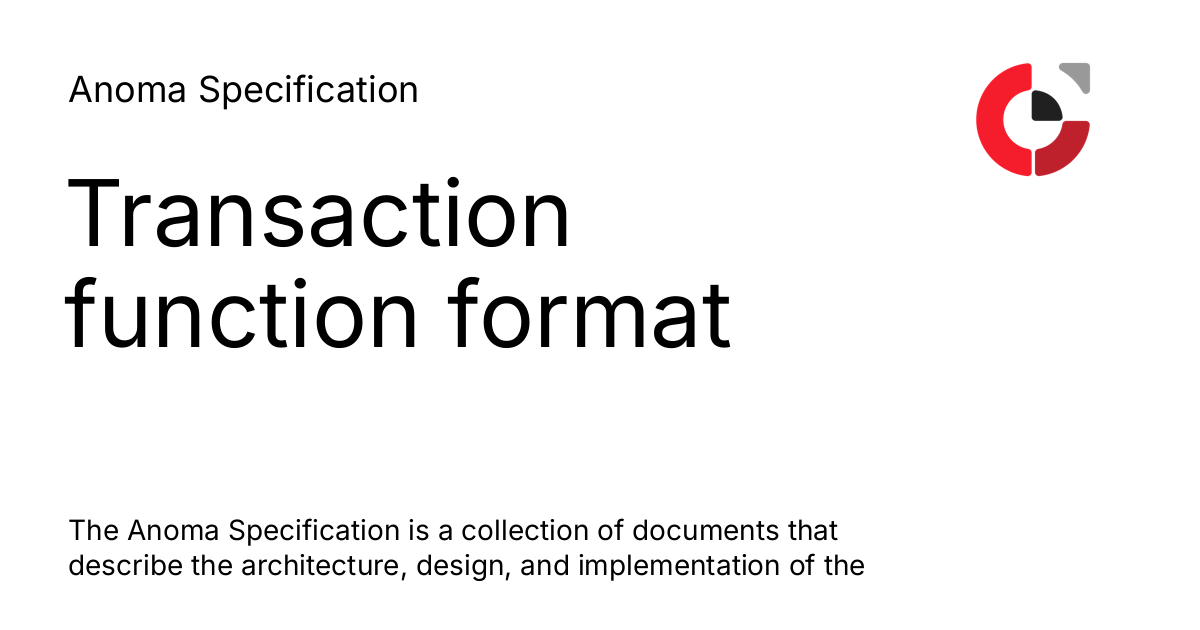 Anoma Specification
Transaction
function format
The Anoma Specification is a collection of documents that
describe the architecture, design, and implementation of the